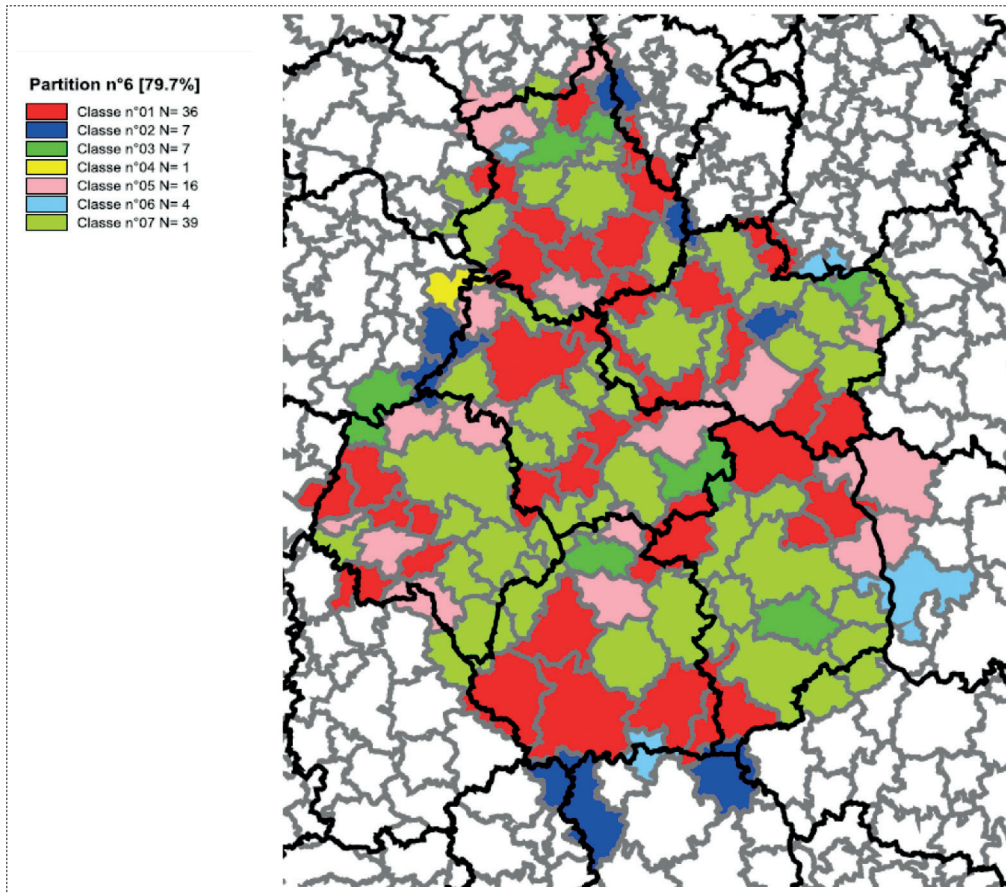 Partition n°6 [79.7%]
Classe n°01 N= 36
Classe n°02 N= 7
Classe n°03 N= 7
Classe n°04 N= 1
Classe n°05 N= 16
Classe n°06 N= 4
Classe n°07 N= 39